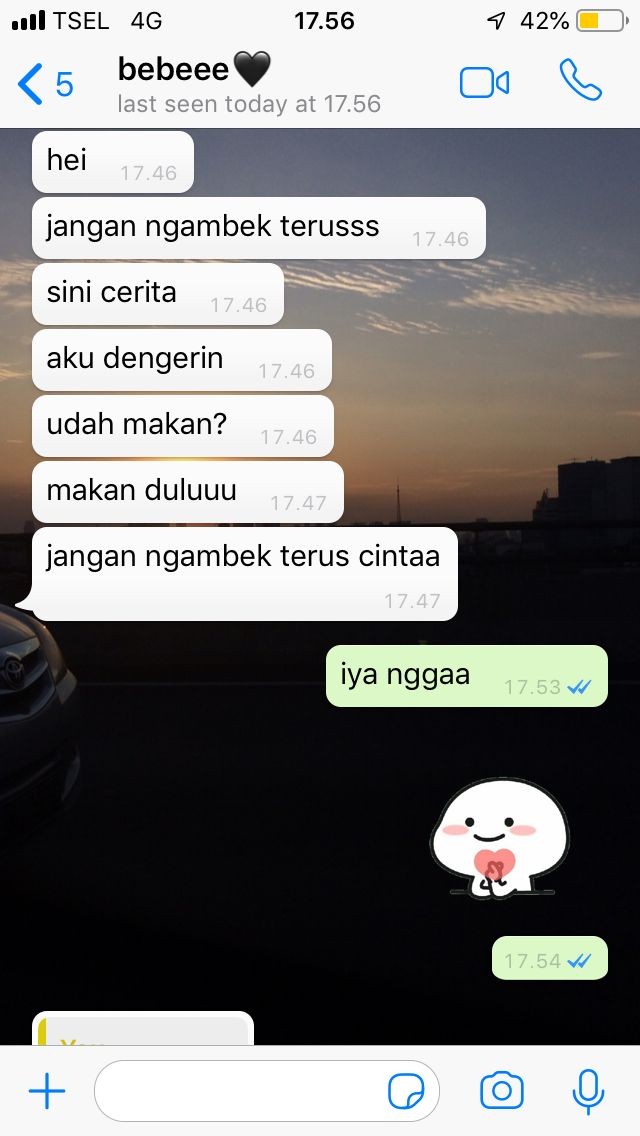 TSEL 4G 17.56 42%
5 bebeee🖤
last seen today at 17.56
hei 17.46
jangan ngambek terusss 17.46
sini cerita 17.46
aku dengerin 17.46
udah makan? 17.46
makan duluuu 17.47
jangan ngambek terus cintaa
17.47
iya nggaa 17.53
17.54